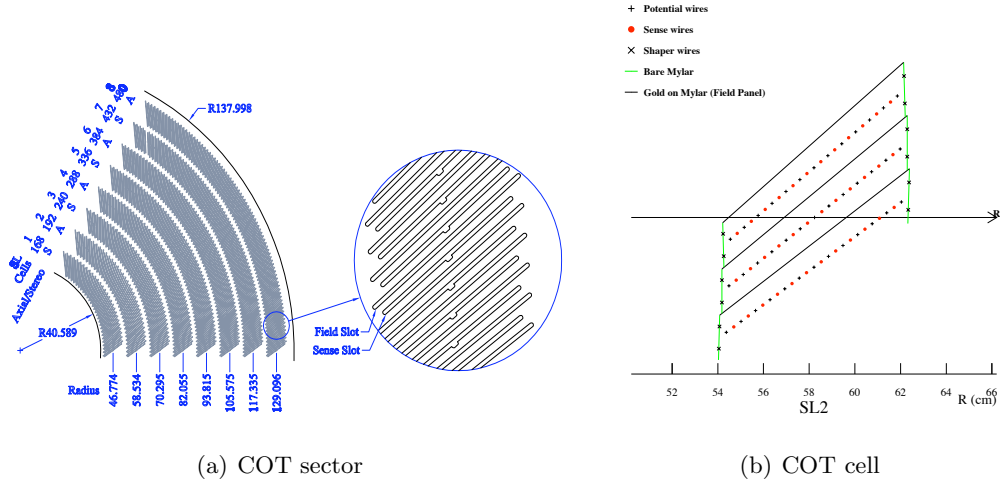 R137.998
SL 1 2 3 4 5 6 7 8
Cells 168 192 240 288 336 384 432 480
Axial/Stereo S A S A S A S A
R40.589
Field Slot
Sense Slot
Radius 46.774 58.534 70.295 82.055 93.815 105.575 117.335 129.096
(a) COT sector
+ Potential wires
Sense wires
× Shaper wires
Bare Mylar
Gold on Mylar (Field Panel)
R
52 54 56 58 60 62 64 66
SL2
R (cm)
(b) COT cell